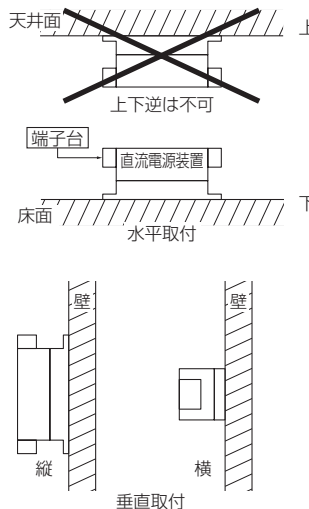 天井面
上
上下逆は不可
端子台
直流電源装置
下
床面
水平取付
壁
壁
縦
横
垂直取付